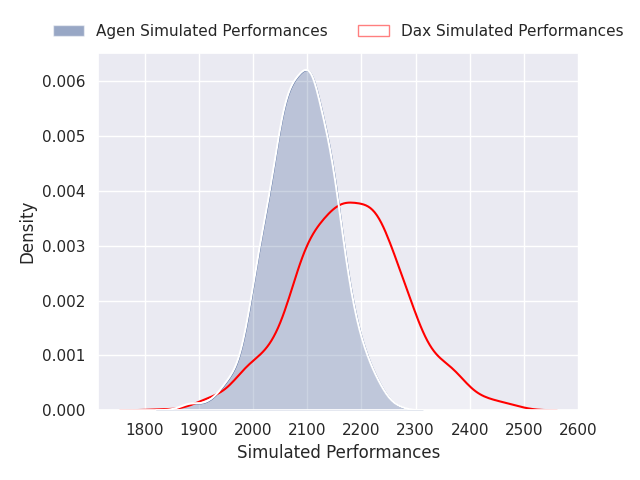 Agen Simulated Performances Dax Simulated Performances
0.006
0.005
0.004
0.003
0.002
0.001
0.000
Density
1800 1900 2000 2100 2200 2300 2400 2500 2600
Simulated Performances